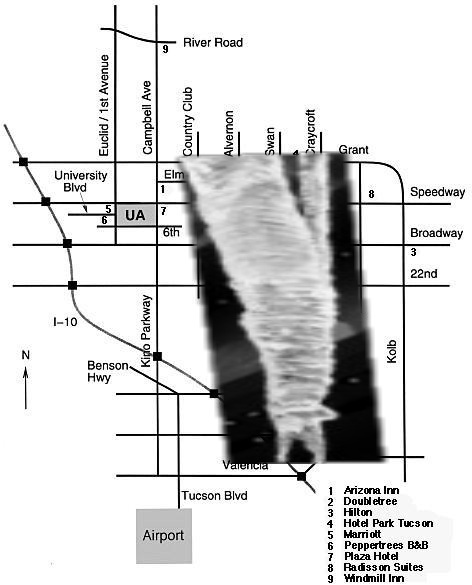 9 River Road
Euclid / 1st Avenue
Campbell Ave
Country Club
Alvernon
Swan
Craycroft
Grant
Elm
1
University
Blvd
8 Speedway
5
UA
7
6
6th
Broadway
3
22nd
I-10
Kino Parkway
Kolb
N
Benson
Hwy
Valencia
Tucson Blvd
Airport
1 Arizona Inn
2 Doubletree
3 Hilton
4 Hotel Park Tucson
5 Marriott
6 Peppertrees B&B
7 Plaza Hotel
8 Radisson Suites
9 Windmill Inn